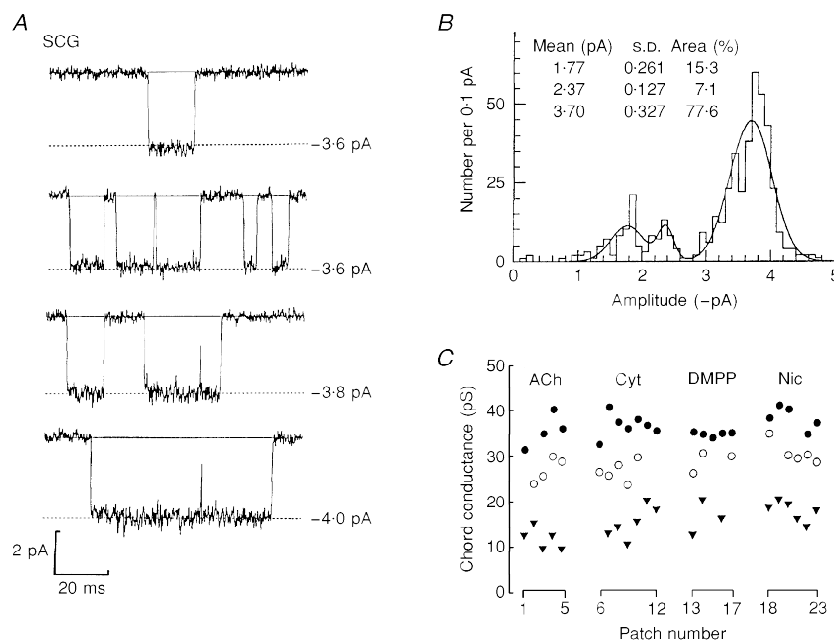 A
SCG
−3·6 pA
−3·6 pA
−3·8 pA
−4·0 pA
2 pA
20 ms
B
Mean (pA) S.D. Area (%)
1·77 0·261 15·3
2·37 0·127 7·1
3·70 0·327 77·6
Number per 0·1 pA
50
25
0
0 1 2 3 4 5
Amplitude (−pA)
C
ACh Cyt DMPP Nic
Chord conductance (pS)
50
40
30
20
10
0
1 5 6 12 13 17 18 23
Patch number